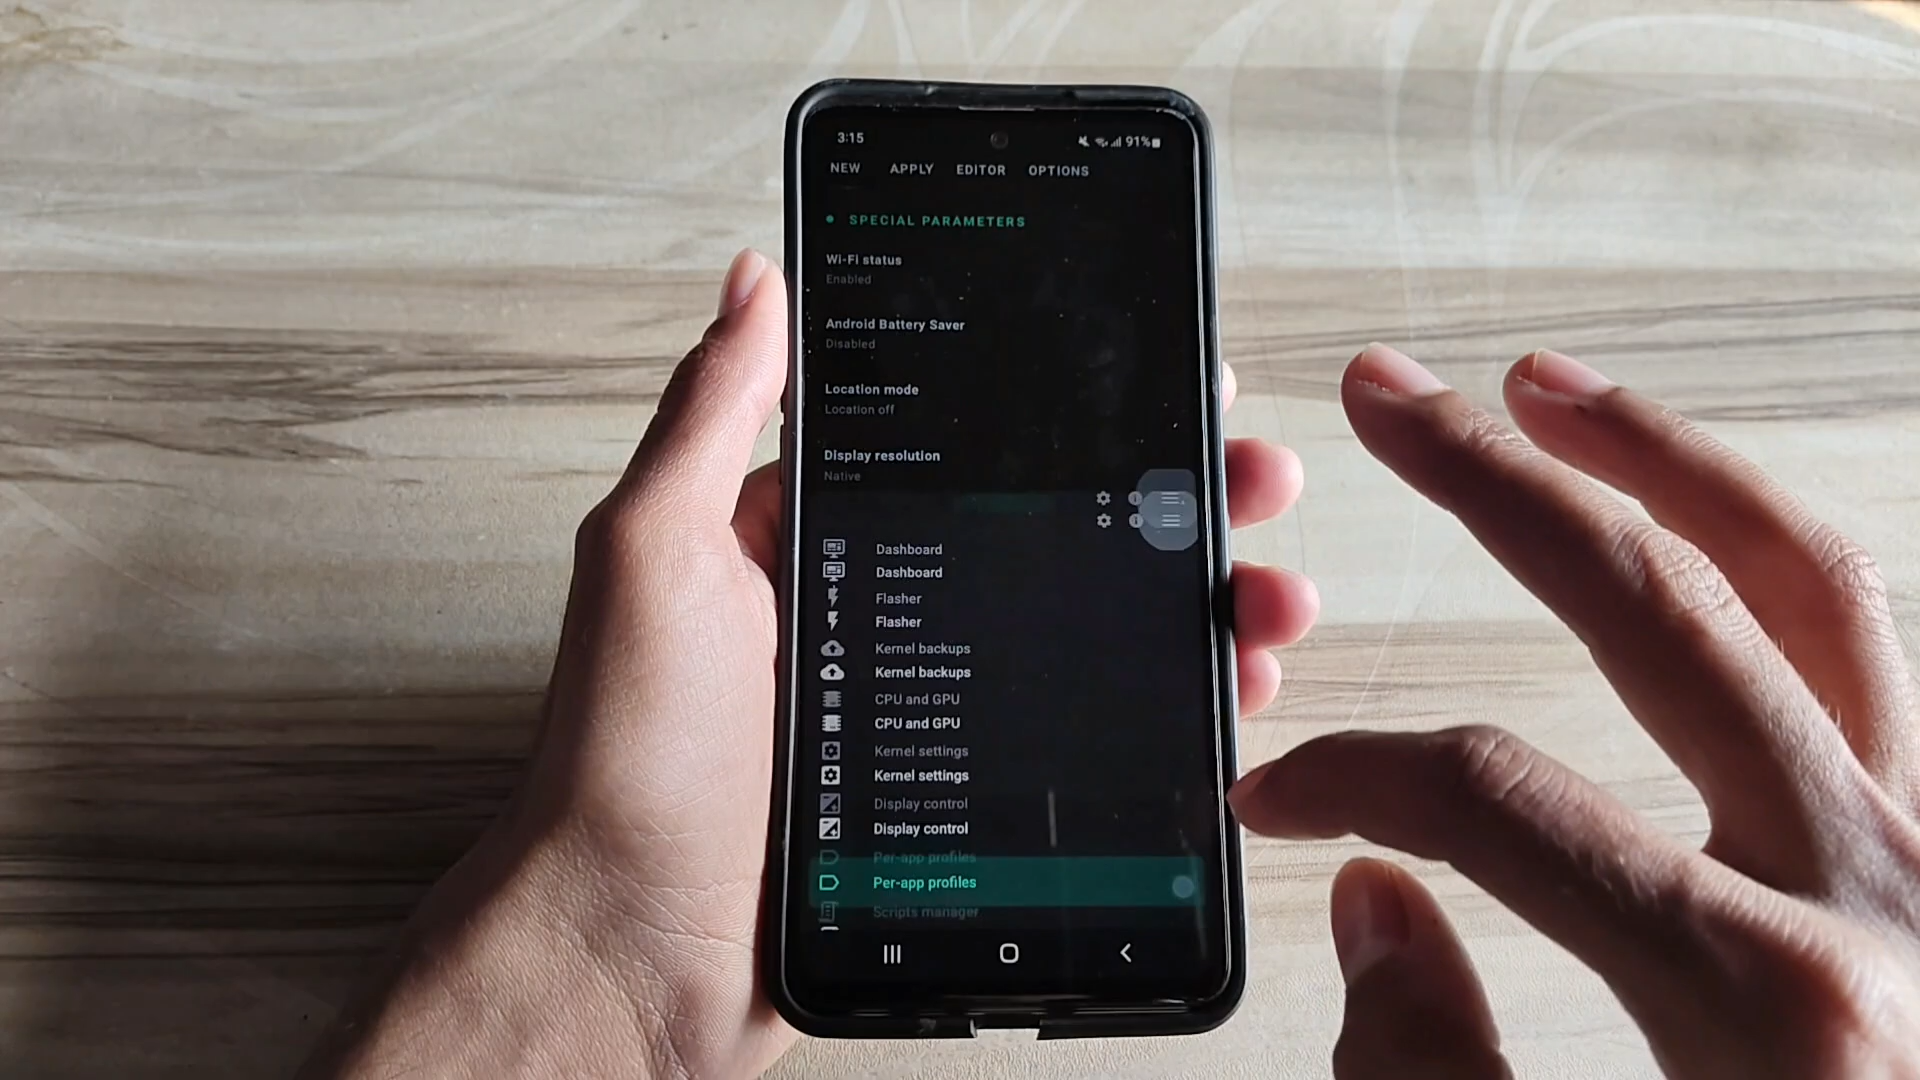 3:15 91%
NEW APPLY EDITOR OPTIONS
SPECIAL PARAMETERS
Wi-Fi status
Enabled
Android Battery Saver
Disabled
Location mode
Location off
Display resolution
Native
Dashboard
Dashboard
Flasher
Flasher
Kernel backups
Kernel backups
CPU and GPU
CPU and GPU
Kernel settings
Kernel settings
Display control
Display control
Per-app profiles
Per-app profiles
Scripts manager